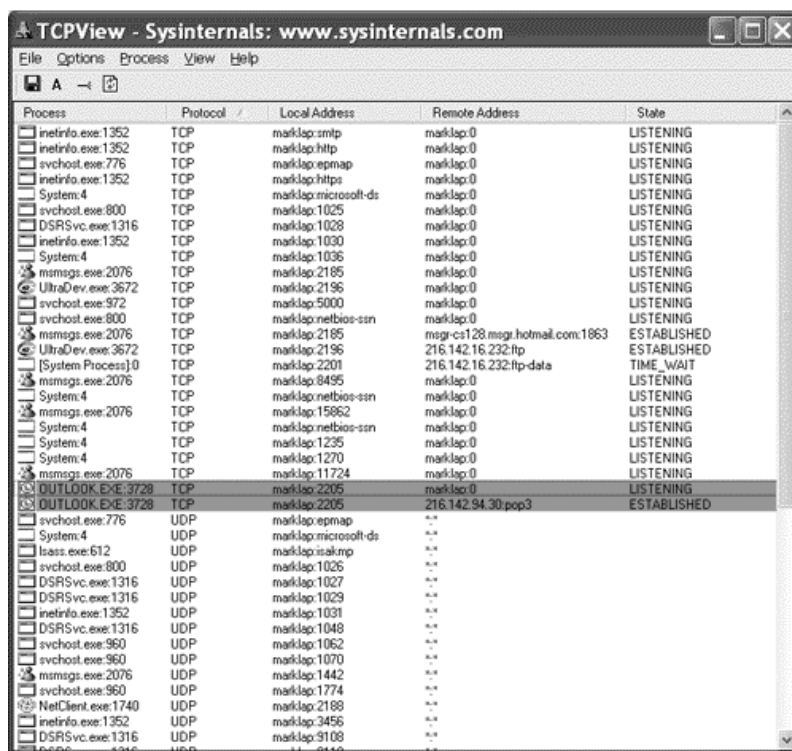 TCPView - Sysinternals: www.sysinternals.com
File Options Process View Help
A
Process Protocol Local Address Remote Address State
inetinfo.exe:1352 TCP marklap:smtp marklap:0 LISTENING
inetinfo.exe:1352 TCP marklap:http marklap:0 LISTENING
svchost.exe:776 TCP marklap:epmap marklap:0 LISTENING
inetinfo.exe:1352 TCP marklap:https marklap:0 LISTENING
System:4 TCP marklap:microsoft-ds marklap:0 LISTENING
svchost.exe:800 TCP marklap:1025 marklap:0 LISTENING
DSRSvc.exe:1316 TCP marklap:1028 marklap:0 LISTENING
inetinfo.exe:1352 TCP marklap:1030 marklap:0 LISTENING
System:4 TCP marklap:1036 marklap:0 LISTENING
msmsgs.exe:2076 TCP marklap:2185 marklap:0 LISTENING
UltraDev.exe:3672 TCP marklap:2196 marklap:0 LISTENING
svchost.exe:972 TCP marklap:5000 marklap:0 LISTENING
svchost.exe:800 TCP marklap:netbios-ssn marklap:0 LISTENING
msmsgs.exe:2076 TCP marklap:2185 msgr-cs128.msgr.hotmail.com:1863 ESTABLISHED
UltraDev.exe:3672 TCP marklap:2196 216.142.16.232:ftp ESTABLISHED
[System Process]:0 TCP marklap:2201 216.142.16.232:ftp-data TIME_WAIT
msmsgs.exe:2076 TCP marklap:8495 marklap:0 LISTENING
System:4 TCP marklap:netbios-ssn marklap:0 LISTENING
msmsgs.exe:2076 TCP marklap:15862 marklap:0 LISTENING
System:4 TCP marklap:netbios-ssn marklap:0 LISTENING
System:4 TCP marklap:1235 marklap:0 LISTENING
System:4 TCP marklap:1270 marklap:0 LISTENING
msmsgs.exe:2076 TCP marklap:11724 marklap:0 LISTENING
OUTLOOK.EXE:3728 TCP marklap:2205 marklap:0 LISTENING
OUTLOOK.EXE:3728 TCP marklap:2205 216.142.94.30:pop3 ESTABLISHED
svchost.exe:776 UDP marklap:epmap *:*
System:4 UDP marklap:microsoft-ds *:*
lsass.exe:612 UDP marklap:isakmp *:*
svchost.exe:800 UDP marklap:1026 *:*
DSRSvc.exe:1316 UDP marklap:1027 *:*
DSRSvc.exe:1316 UDP marklap:1029 *:*
inetinfo.exe:1352 UDP marklap:1031 *:*
DSRSvc.exe:1316 UDP marklap:1048 *:*
svchost.exe:960 UDP marklap:1062 *:*
svchost.exe:960 UDP marklap:1070 *:*
msmsgs.exe:2076 UDP marklap:1442 *:*
svchost.exe:960 UDP marklap:1774 *:*
NetClient.exe:1740 UDP marklap:2188 *:*
inetinfo.exe:1352 UDP marklap:3456 *:*
DSRSvc.exe:1316 UDP marklap:9108 *:*